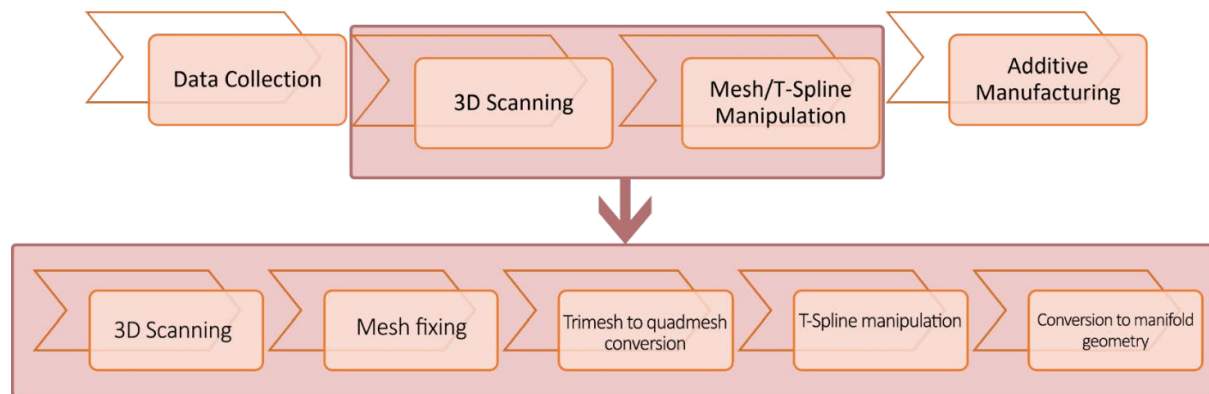 Data Collection
3D Scanning
Mesh/T-Spline
Manipulation
Additive
Manufacturing
3D Scanning
Mesh fixing
Trimesh to quadmesh
conversion
T-Spline manipulation
Conversion to manifold
geometry